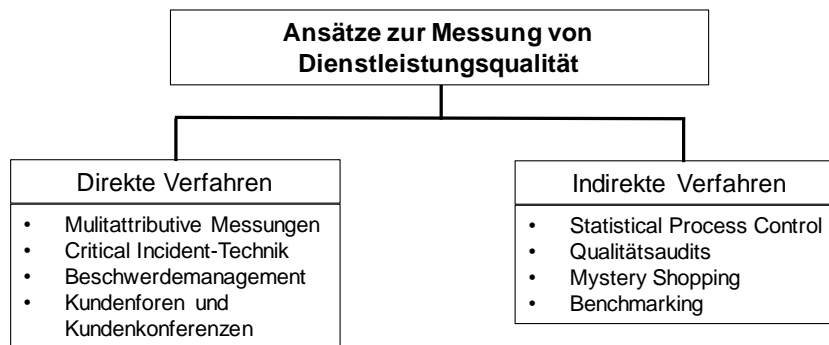 Ansätze zur Messung von
Dienstleistungsqualität
Direkte Verfahren
• Mulitattributive Messungen
• Critical Incident-Technik
• Beschwerdemanagement
• Kundenforen und
Kundenkonferenzen
Indirekte Verfahren
• Statistical Process Control
• Qualitätsaudits
• Mystery Shopping
• Benchmarking